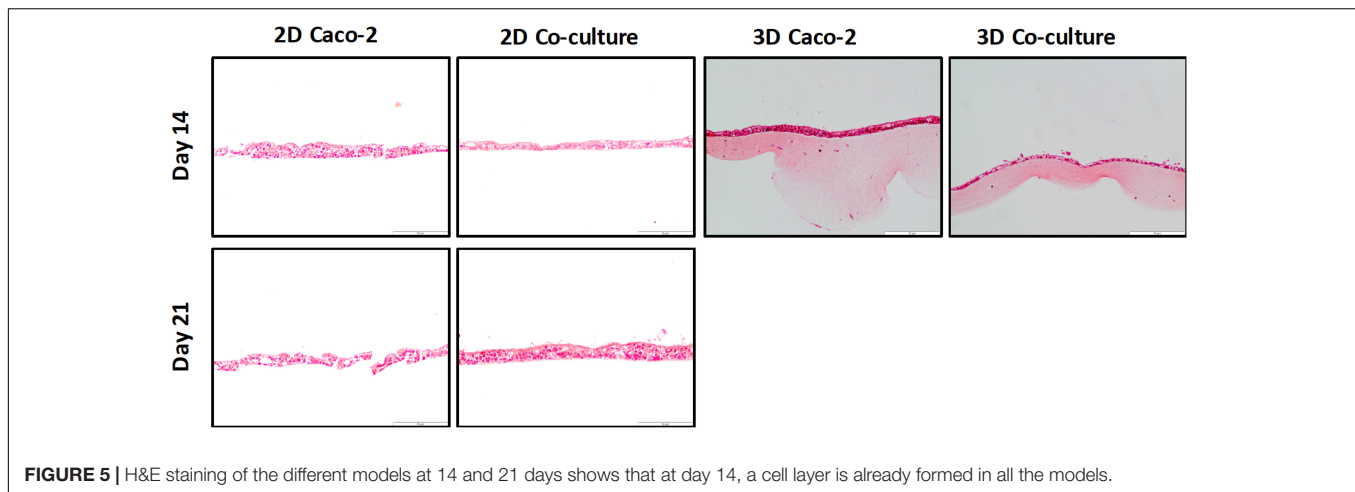 2D Caco-2 2D Co-culture 3D Caco-2 3D Co-culture
Day 14
Day 21
FIGURE 5 | H&E staining of the different models at 14 and 21 days shows that at day 14, a cell layer is already formed in all the models.